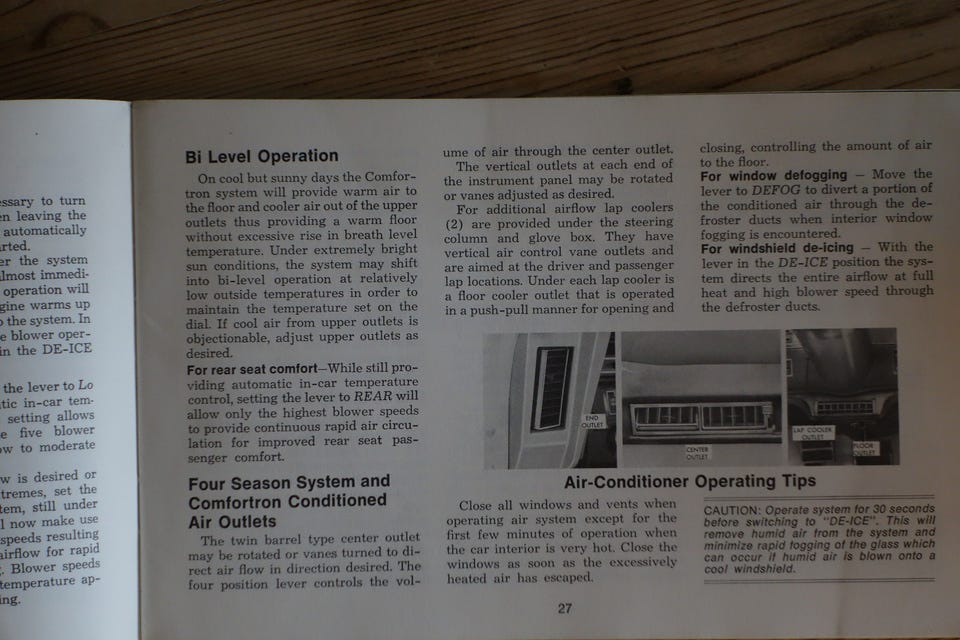 ssary to turn
en leaving the
automatically
arted.
er the system
lmost immedi-
operation will
gine warms up
o the system. In
e blower oper-
in the DE-ICE
the lever to Lo
tic in-car tem-
setting allows
e five blower
ow to moderate
w is desired or
tremes, set the
tem, still under
l now make use
speeds resulting
airflow for rapid
. Blower speeds
temperature ap-
ing.
Bi Level Operation
On cool but sunny days the Comfor-
tron system will provide warm air to
the floor and cooler air out of the upper
outlets thus providing a warm floor
without excessive rise in breath level
temperature. Under extremely bright
sun conditions, the system may shift
into bi-level operation at relatively
low outside temperatures in order to
maintain the temperature set on the
dial. If cool air from upper outlets is
objectionable, adjust upper outlets as
desired.
For rear seat comfort—While still pro-
viding automatic in-car temperature
control, setting the lever to REAR will
allow only the highest blower speeds
to provide continuous rapid air circu-
lation for improved rear seat pas-
senger comfort.
Four Season System and
Comfortron Conditioned
Air Outlets
The twin barrel type center outlet
may be rotated or vanes turned to di-
rect air flow in direction desired. The
four position lever controls the vol-
ume of air through the center outlet.
The vertical outlets at each end of
the instrument panel may be rotated
or vanes adjusted as desired.
For additional airflow lap coolers
(2) are provided under the steering
column and glove box. They have
vertical air control vane outlets and
are aimed at the driver and passenger
lap locations. Under each lap cooler is
a floor cooler outlet that is operated
in a push-pull manner for opening and
closing, controlling the amount of air
to the floor.
For window defogging — Move the
lever to DEFOG to divert a portion of
the conditioned air through the de-
froster ducts when interior window
fogging is encountered.
For windshield de-icing — With the
lever in the DE-ICE position the sys-
tem directs the entire airflow at full
heat and high blower speed through
the defroster ducts.
END
OUTLET
CENTER
OUTLET
LAP COOLER
OUTLET
FLOOR
OUTLET
Air-Conditioner Operating Tips
Close all windows and vents when
operating air system except for the
first few minutes of operation when
the car interior is very hot. Close the
windows as soon as the excessively
heated air has escaped.
CAUTION: Operate system for 30 seconds
before switching to "DE-ICE". This will
remove humid air from the system and
minimize rapid fogging of the glass which
can occur if humid air is blown onto a
cool windshield.
27